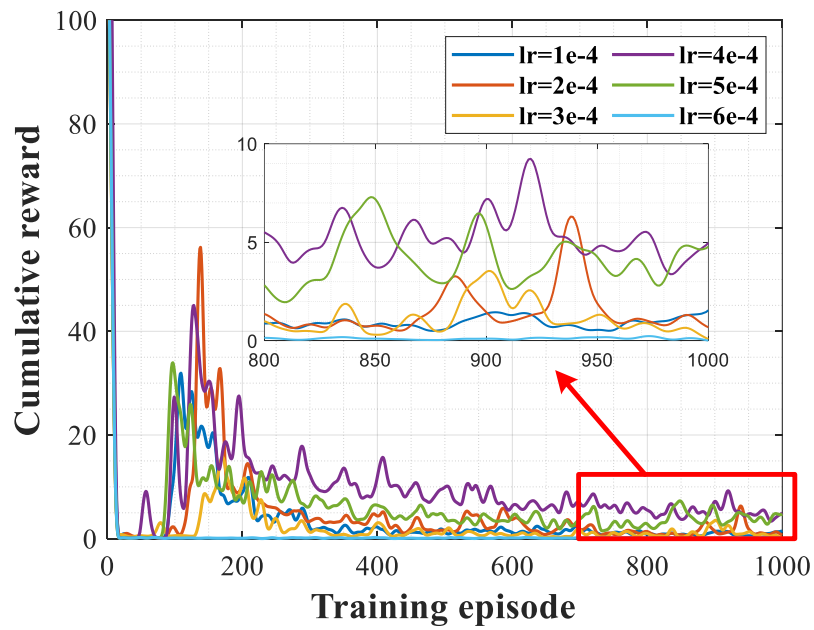 100
80
60
40
20
0
Cumulative reward
lr=1e-4 lr=4e-4
lr=2e-4 lr=5e-4
lr=3e-4 lr=6e-4
10
5
0
800 850 900 950 1000
0 200 400 600 800 1000
Training episode